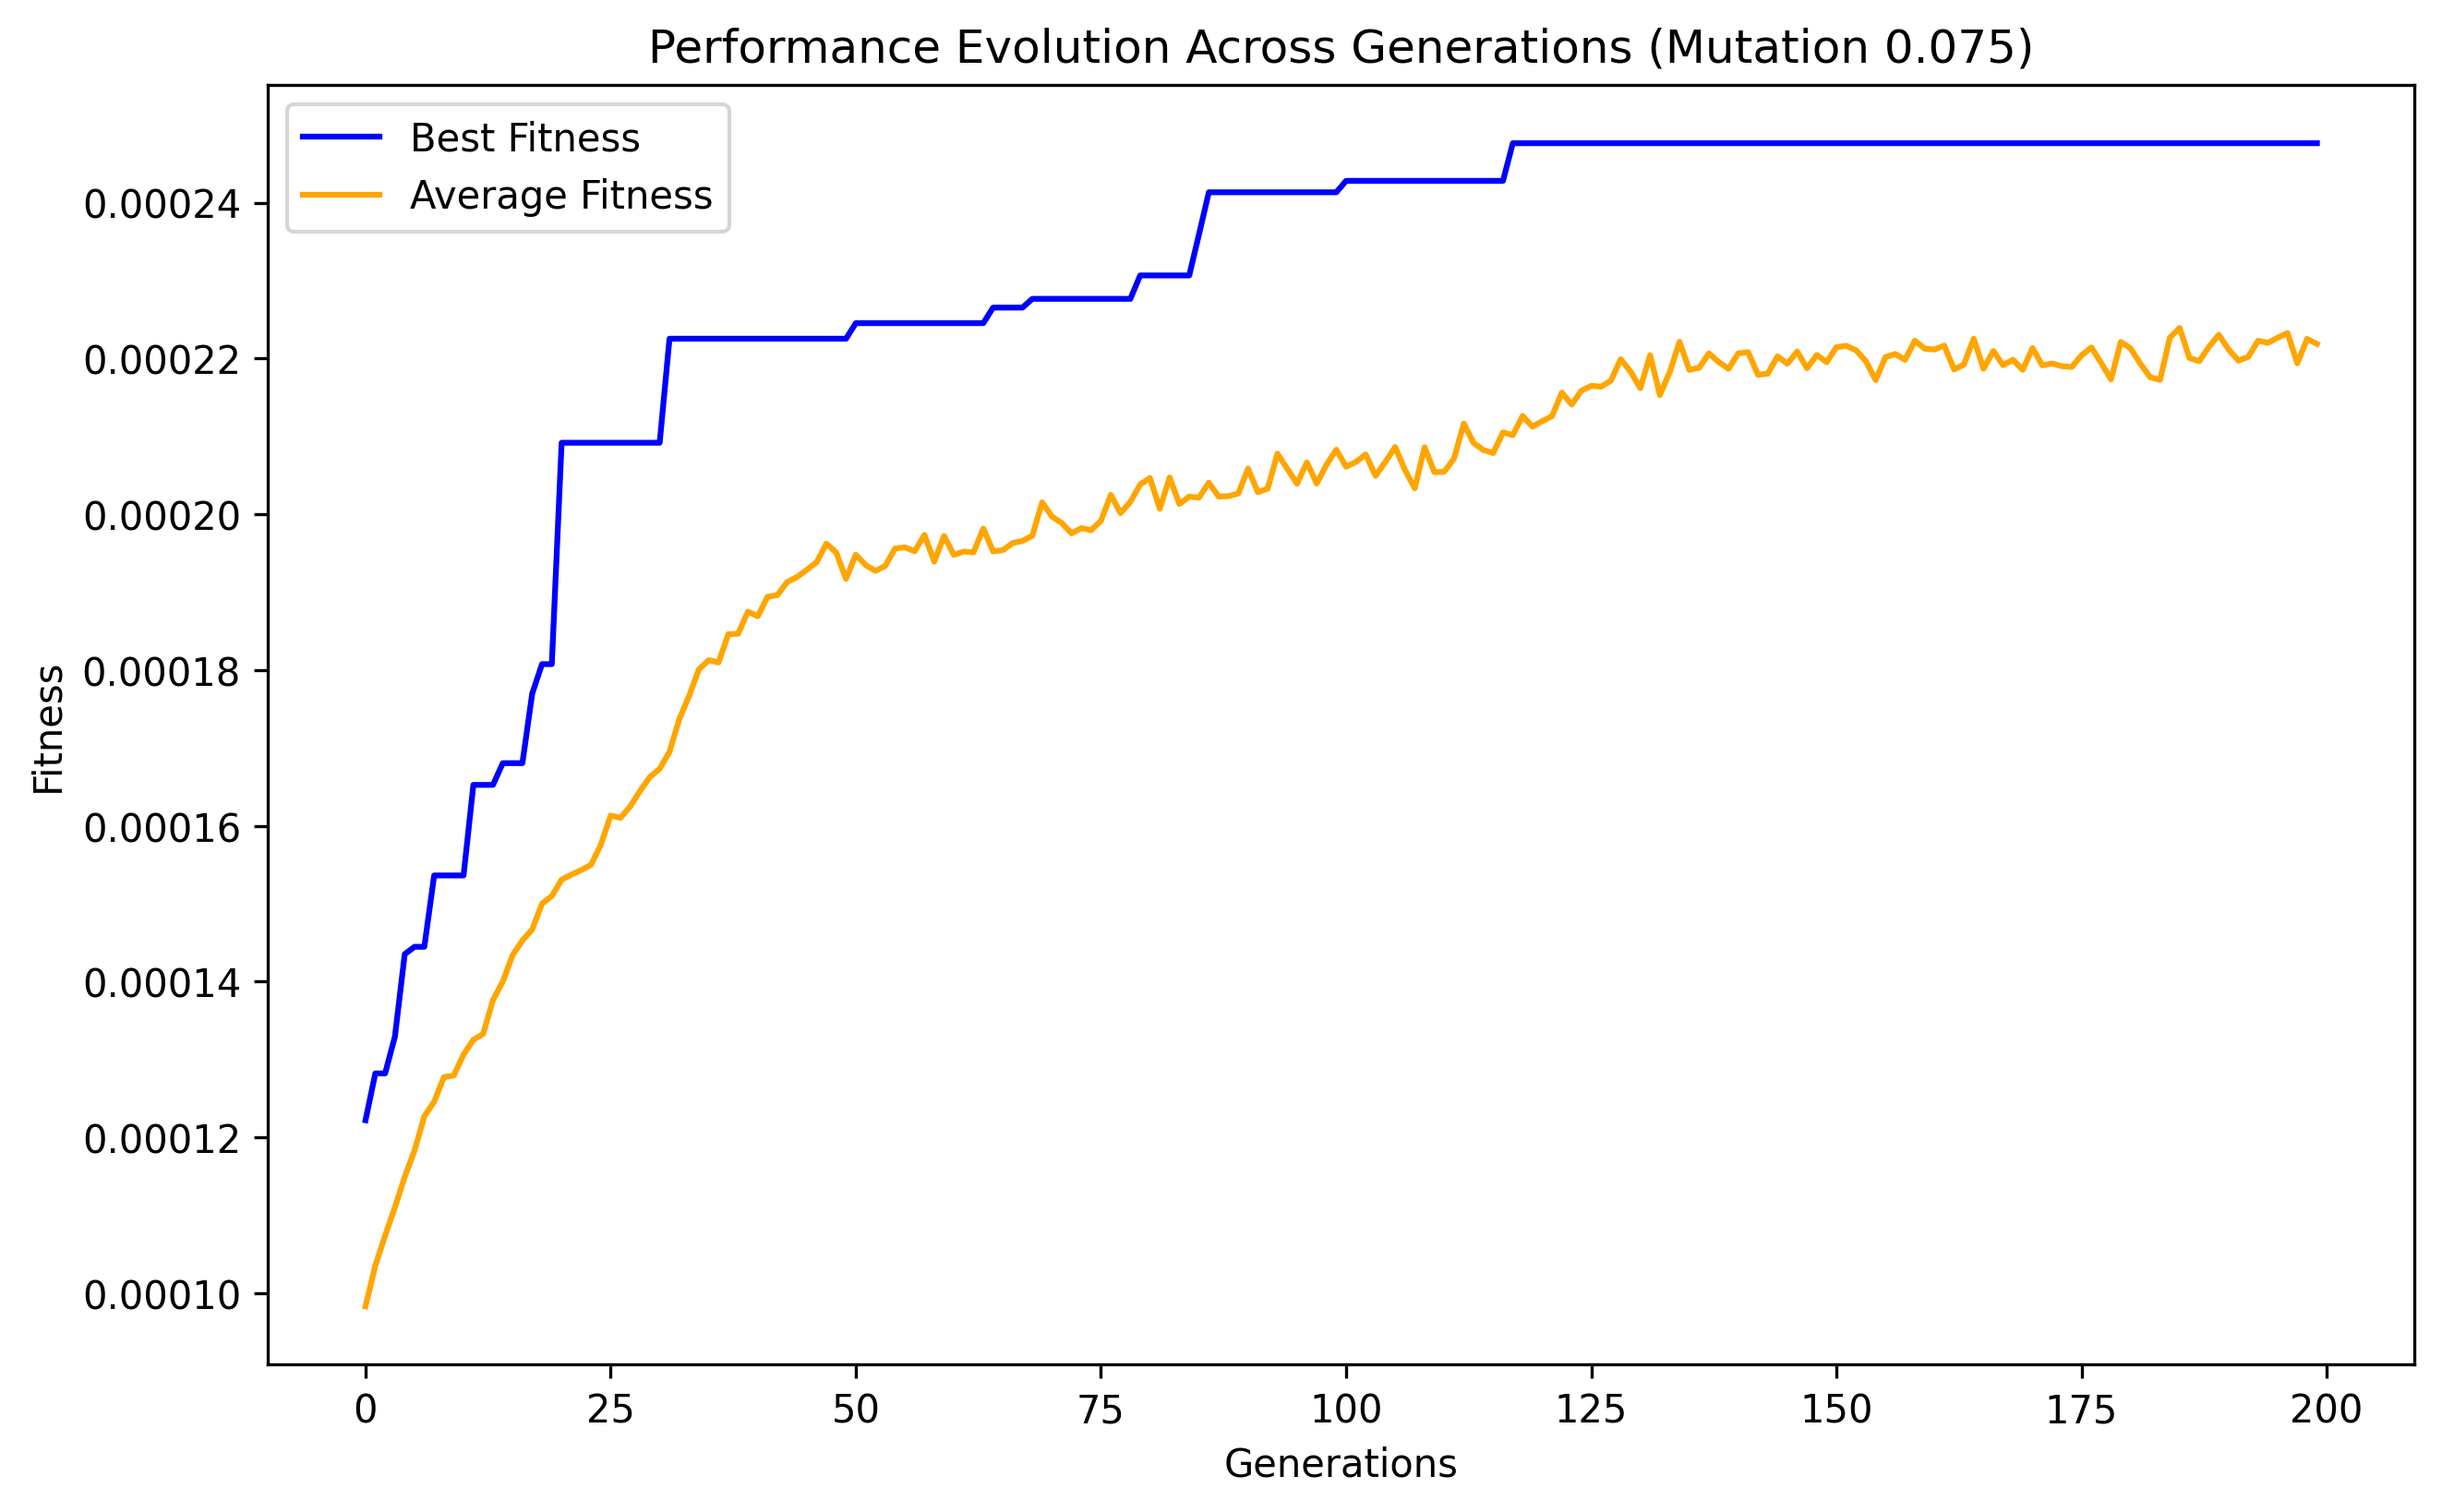 Performance Evolution Across Generations (Mutation 0.075)
Best Fitness
Average Fitness
0.00024
0.00022
0.00020
0.00018
0.00016
0.00014
0.00012
0.00010
Fitness
0 25 50 75 100 125 150 175 200
Generations